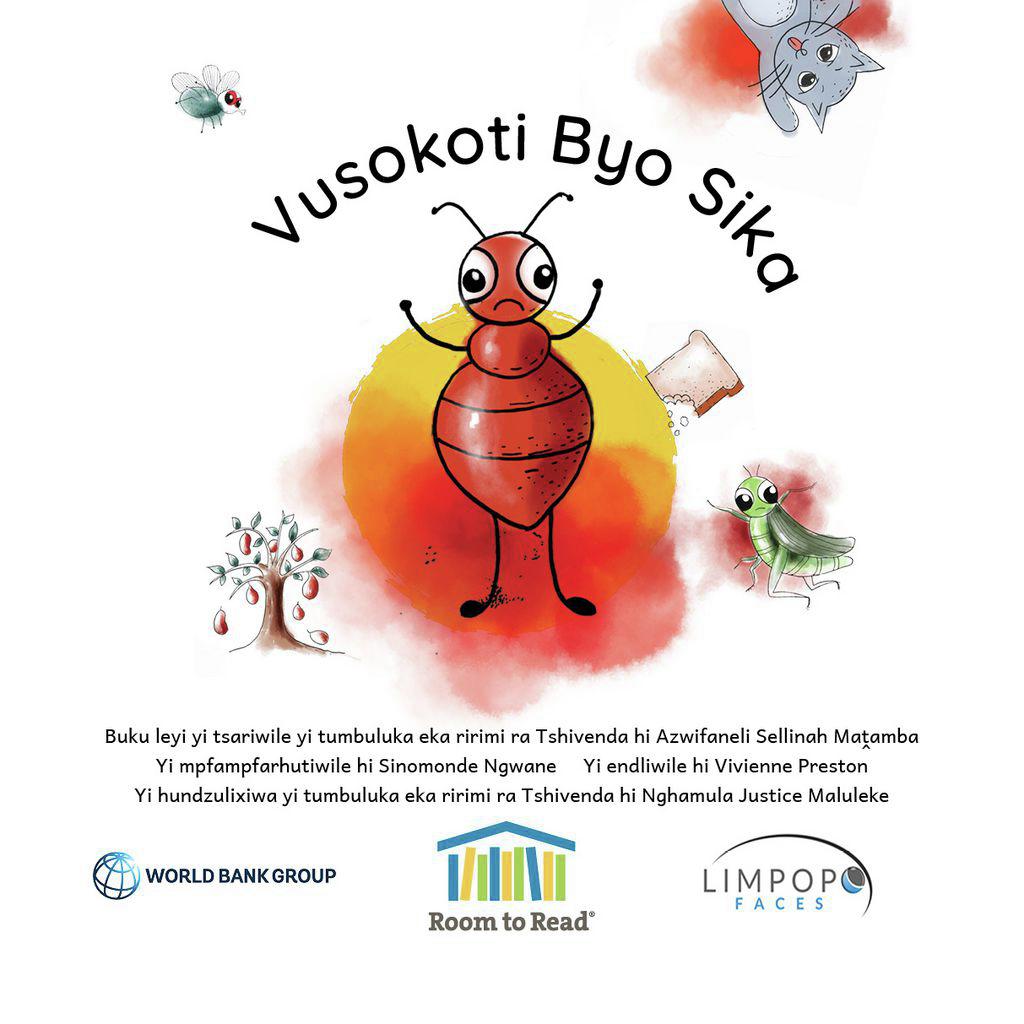 Vusokoti Byo Sika
Buku leyi yi tsariwile yi tumbuluka eka ririmi ra Tshivenda hi Azwifaneli Sellinah Maṱamba
Yi mpfampfarhutiwile hi Sinomonde Ngwane Yi endliwile hi Vivienne Preston
Yi hundzulixiwa yi tumbuluka eka ririmi ra Tshivenda hi Nghamula Justice Maluleke
WORLD BANK GROUP
Room to Read®
LIMPOPO
FACES